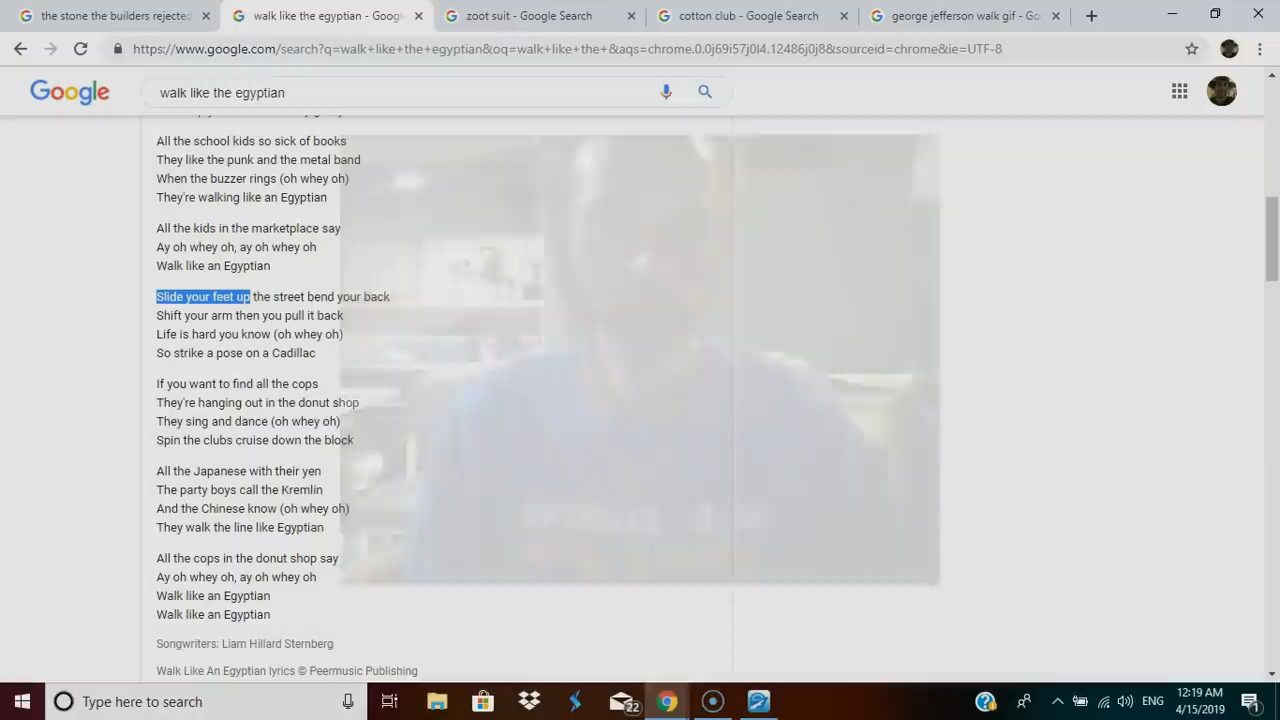 the stone the builders rejected
walk like the egyptian - Google
zoot suit - Google Search
cotton club - Google Search
george jefferson walk gif - Go
https://www.google.com/search?q=walk+like+the+egyptian&oq=walk+like+the+&aqs=chrome.0.0j69i57j0l4.12486j0j8&sourceid=chrome&ie=UTF-8
Google
walk like the egyptian
All the school kids so sick of books
They like the punk and the metal band
When the buzzer rings (oh whey oh)
They're walking like an Egyptian
All the kids in the marketplace say
Ay oh whey oh, ay oh whey oh
Walk like an Egyptian
Slide your feet up the street bend your back
Shift your arm then you pull it back
Life is hard you know (oh whey oh)
So strike a pose on a Cadillac
If you want to find all the cops
They're hanging out in the donut shop
They sing and dance (oh whey oh)
Spin the clubs cruise down the block
All the Japanese with their yen
The party boys call the Kremlin
And the Chinese know (oh whey oh)
They walk the line like Egyptian
All the cops in the donut shop say
Ay oh whey oh, ay oh whey oh
Walk like an Egyptian
Walk like an Egyptian
Songwriters: Liam Hillard Sternberg
Walk Like An Egyptian lyrics © Peermusic Publishing
Type here to search
22
ENG
12:19 AM
4/15/2019
1